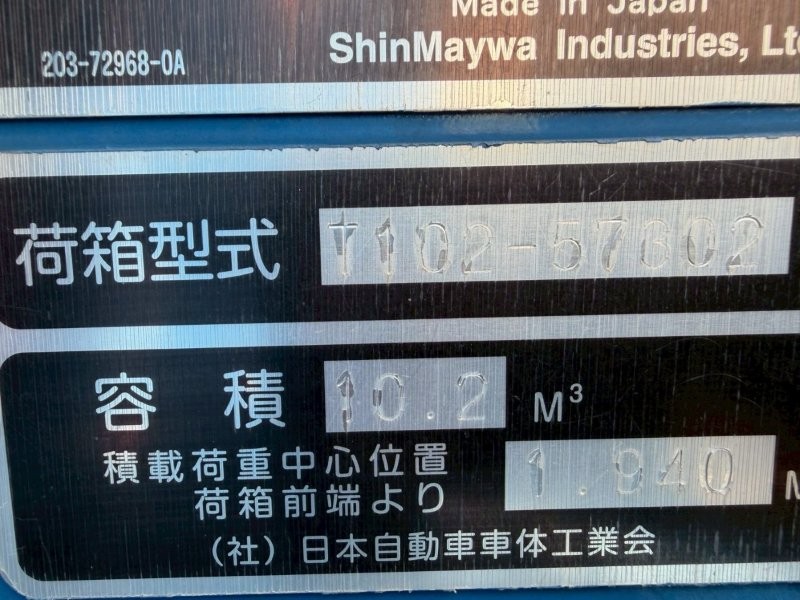 Made in Japan
203-72968-0A
ShinMaywa Industries, Lt
荷箱型式 T102-57602
容積 10.2 M³
積載荷重中心位置
荷箱前端より 1.940 M
(社)日本自動車車体工業会